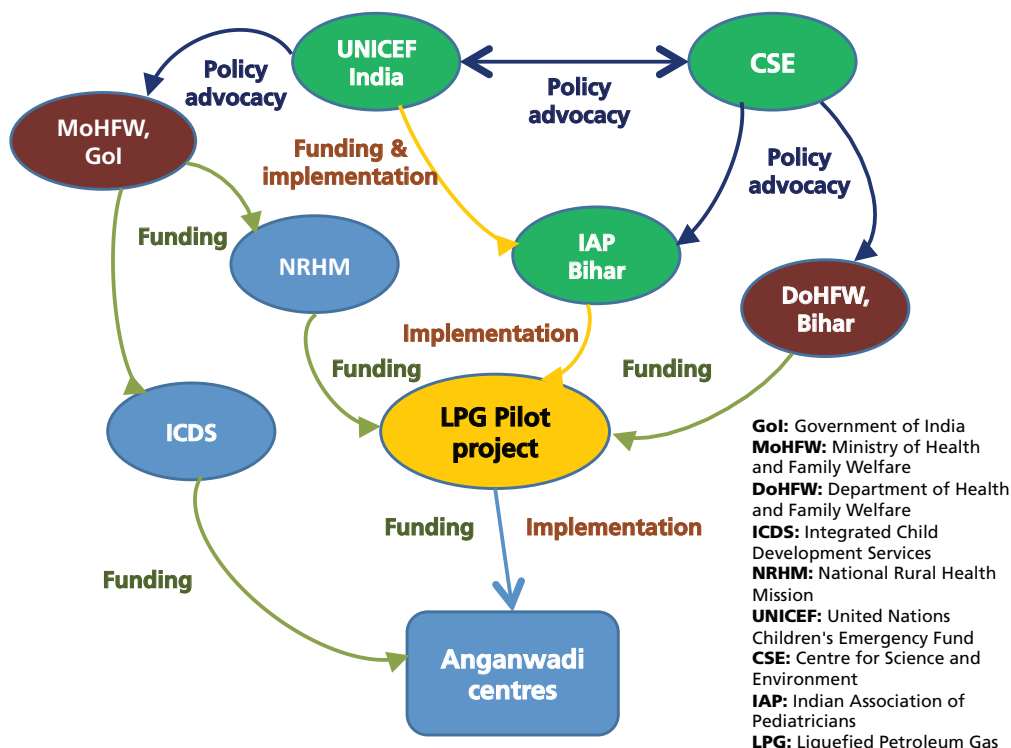 UNICEF
India
CSE
Policy
advocacy
Policy
advocacy
MoHFW,
GoI
Funding &
implementation
Policy
advocacy
Funding
NRHM
IAP
Bihar
DoHFW,
Bihar
Implementation
Funding
Funding
ICDS
LPG Pilot
project
Funding
Implementation
Funding
Anganwadi
centres
GoI: Government of India
MoHFW: Ministry of Health
and Family Welfare
DoHFW: Department of Health
and Family Welfare
ICDS: Integrated Child
Development Services
NRHM: National Rural Health
Mission
UNICEF: United Nations
Children's Emergency Fund
CSE: Centre for Science and
Environment
IAP: Indian Association of
Pediatricians
LPG: Liquefied Petroleum Gas